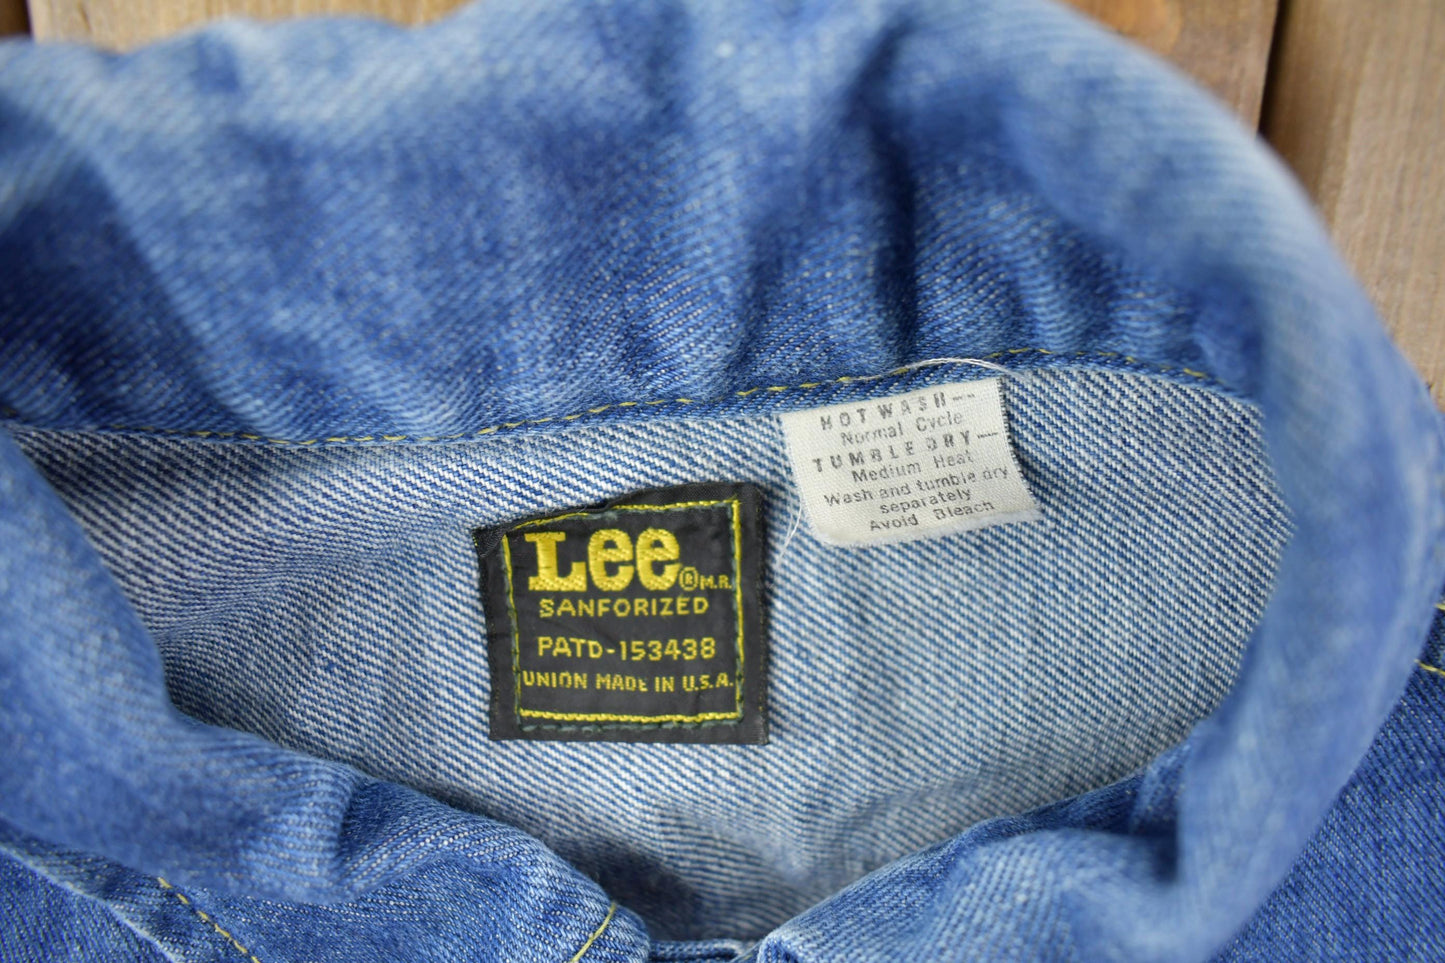 Lee ® M.R.
SANFORIZED
PATD-153438
UNION MADE IN U.S.A.
HOT WASH--
Normal Cycle
TUMBLE DRY—
Medium Heat
Wash and tumble dry
separately
Avoid Bleach